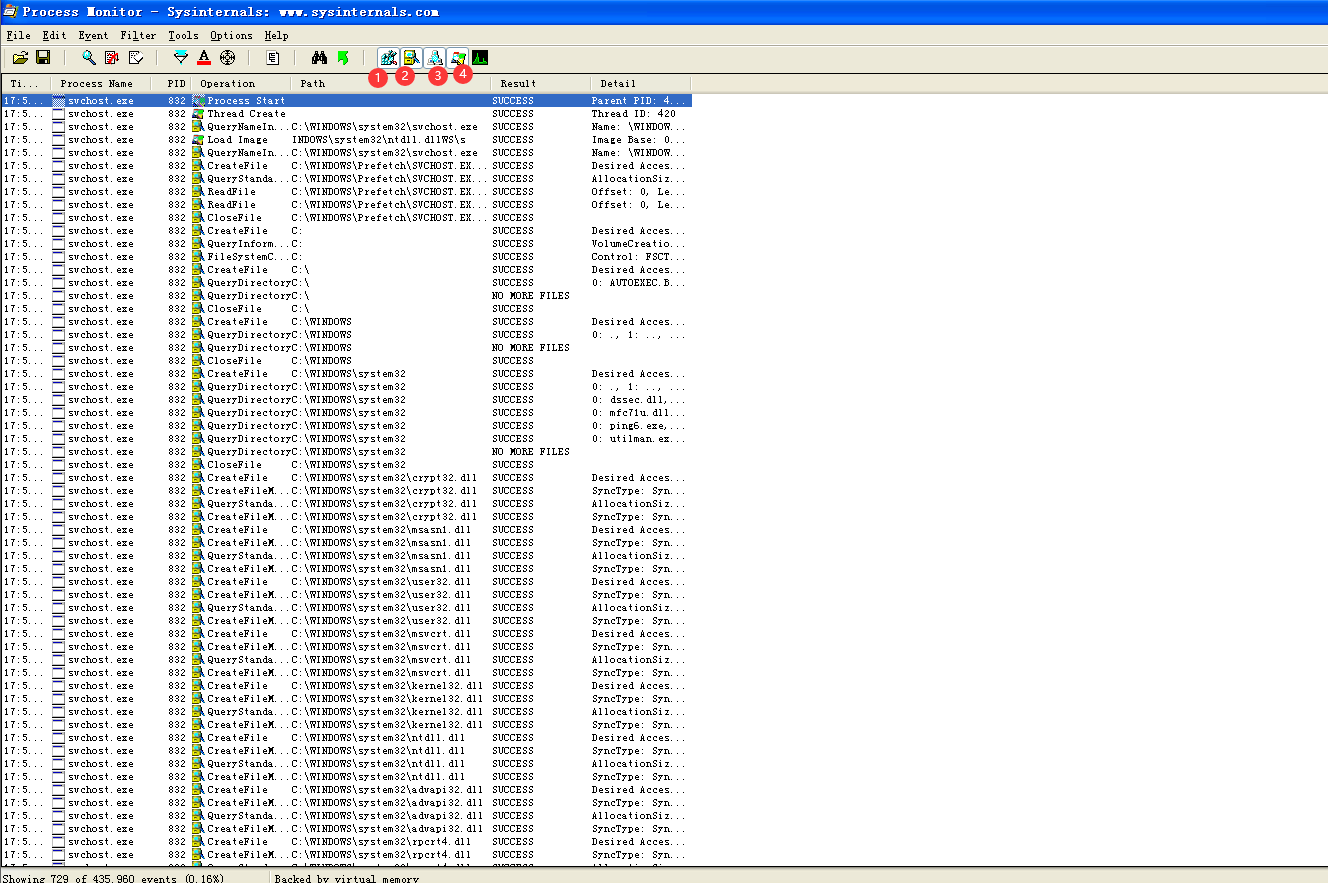 Process Monitor - Sysinternals: www.sysinternals.com
File Edit Event Filter Tools Options Help
1 2 3 4
Ti... Process Name PID Operation Path Result Detail
17:5... svchost.exe 832 Process Start SUCCESS Parent PID: 4...
17:5... svchost.exe 832 Thread Create SUCCESS Thread ID: 420
17:5... svchost.exe 832 QueryNameIn... C:\WINDOWS\system32\svchost.exe SUCCESS Name: \WINDOW...
17:5... svchost.exe 832 Load Image INDOWS\system32\ntdll.dllWS\s SUCCESS Image Base: 0...
17:5... svchost.exe 832 QueryNameIn... C:\WINDOWS\system32\svchost.exe SUCCESS Name: \WINDOW...
17:5... svchost.exe 832 CreateFile C:\WINDOWS\Prefetch\SVCHOST.EX... SUCCESS Desired Acces...
17:5... svchost.exe 832 QueryStanda... C:\WINDOWS\Prefetch\SVCHOST.EX... SUCCESS AllocationSiz...
17:5... svchost.exe 832 ReadFile C:\WINDOWS\Prefetch\SVCHOST.EX... SUCCESS Offset: 0, Le...
17:5... svchost.exe 832 ReadFile C:\WINDOWS\Prefetch\SVCHOST.EX... SUCCESS Offset: 0, Le...
17:5... svchost.exe 832 CloseFile C:\WINDOWS\Prefetch\SVCHOST.EX... SUCCESS
17:5... svchost.exe 832 CreateFile C: SUCCESS Desired Acces...
17:5... svchost.exe 832 QueryInform... C: SUCCESS VolumeCreatio...
17:5... svchost.exe 832 FileSystemC... C: SUCCESS Control: FSCT...
17:5... svchost.exe 832 CreateFile C:\ SUCCESS Desired Acces...
17:5... svchost.exe 832 QueryDirectory C:\ SUCCESS 0: AUTOEXEC.B...
17:5... svchost.exe 832 QueryDirectory C:\ NO MORE FILES
17:5... svchost.exe 832 CloseFile C:\ SUCCESS
17:5... svchost.exe 832 CreateFile C:\WINDOWS SUCCESS Desired Acces...
17:5... svchost.exe 832 QueryDirectory C:\WINDOWS SUCCESS 0: ., 1: .., ...
17:5... svchost.exe 832 QueryDirectory C:\WINDOWS NO MORE FILES
17:5... svchost.exe 832 CloseFile C:\WINDOWS SUCCESS
17:5... svchost.exe 832 CreateFile C:\WINDOWS\system32 SUCCESS Desired Acces...
17:5... svchost.exe 832 QueryDirectory C:\WINDOWS\system32 SUCCESS 0: ., 1: .., ...
17:5... svchost.exe 832 QueryDirectory C:\WINDOWS\system32 SUCCESS 0: dssec.dll,...
17:5... svchost.exe 832 QueryDirectory C:\WINDOWS\system32 SUCCESS 0: mfc71u.dll...
17:5... svchost.exe 832 QueryDirectory C:\WINDOWS\system32 SUCCESS 0: ping6.exe,...
17:5... svchost.exe 832 QueryDirectory C:\WINDOWS\system32 SUCCESS 0: utilman.ex...
17:5... svchost.exe 832 QueryDirectory C:\WINDOWS\system32 NO MORE FILES
17:5... svchost.exe 832 CloseFile C:\WINDOWS\system32 SUCCESS
17:5... svchost.exe 832 CreateFile C:\WINDOWS\system32\crypt32.dll SUCCESS Desired Acces...
17:5... svchost.exe 832 CreateFileM... C:\WINDOWS\system32\crypt32.dll SUCCESS SyncType: Syn...
17:5... svchost.exe 832 QueryStanda... C:\WINDOWS\system32\crypt32.dll SUCCESS AllocationSiz...
17:5... svchost.exe 832 CreateFileM... C:\WINDOWS\system32\crypt32.dll SUCCESS SyncType: Syn...
17:5... svchost.exe 832 CreateFile C:\WINDOWS\system32\msasn1.dll SUCCESS Desired Acces...
17:5... svchost.exe 832 CreateFileM... C:\WINDOWS\system32\msasn1.dll SUCCESS SyncType: Syn...
17:5... svchost.exe 832 QueryStanda... C:\WINDOWS\system32\msasn1.dll SUCCESS AllocationSiz...
17:5... svchost.exe 832 CreateFileM... C:\WINDOWS\system32\msasn1.dll SUCCESS SyncType: Syn...
17:5... svchost.exe 832 CreateFile C:\WINDOWS\system32\user32.dll SUCCESS Desired Acces...
17:5... svchost.exe 832 CreateFileM... C:\WINDOWS\system32\user32.dll SUCCESS SyncType: Syn...
17:5... svchost.exe 832 QueryStanda... C:\WINDOWS\system32\user32.dll SUCCESS AllocationSiz...
17:5... svchost.exe 832 CreateFileM... C:\WINDOWS\system32\user32.dll SUCCESS SyncType: Syn...
17:5... svchost.exe 832 CreateFile C:\WINDOWS\system32\msvcrt.dll SUCCESS Desired Acces...
17:5... svchost.exe 832 CreateFileM... C:\WINDOWS\system32\msvcrt.dll SUCCESS SyncType: Syn...
17:5... svchost.exe 832 QueryStanda... C:\WINDOWS\system32\msvcrt.dll SUCCESS AllocationSiz...
17:5... svchost.exe 832 CreateFileM... C:\WINDOWS\system32\msvcrt.dll SUCCESS SyncType: Syn...
17:5... svchost.exe 832 CreateFile C:\WINDOWS\system32\kernel32.dll SUCCESS Desired Acces...
17:5... svchost.exe 832 CreateFileM... C:\WINDOWS\system32\kernel32.dll SUCCESS SyncType: Syn...
17:5... svchost.exe 832 QueryStanda... C:\WINDOWS\system32\kernel32.dll SUCCESS AllocationSiz...
17:5... svchost.exe 832 CreateFileM... C:\WINDOWS\system32\kernel32.dll SUCCESS SyncType: Syn...
17:5... svchost.exe 832 CreateFile C:\WINDOWS\system32\ntdll.dll SUCCESS Desired Acces...
17:5... svchost.exe 832 CreateFileM... C:\WINDOWS\system32\ntdll.dll SUCCESS SyncType: Syn...
17:5... svchost.exe 832 QueryStanda... C:\WINDOWS\system32\ntdll.dll SUCCESS AllocationSiz...
17:5... svchost.exe 832 CreateFileM... C:\WINDOWS\system32\ntdll.dll SUCCESS SyncType: Syn...
17:5... svchost.exe 832 CreateFile C:\WINDOWS\system32\advapi32.dll SUCCESS Desired Acces...
17:5... svchost.exe 832 CreateFileM... C:\WINDOWS\system32\advapi32.dll SUCCESS SyncType: Syn...
17:5... svchost.exe 832 QueryStanda... C:\WINDOWS\system32\advapi32.dll SUCCESS AllocationSiz...
17:5... svchost.exe 832 CreateFileM... C:\WINDOWS\system32\advapi32.dll SUCCESS SyncType: Syn...
17:5... svchost.exe 832 CreateFile C:\WINDOWS\system32\rpcrt4.dll SUCCESS Desired Acces...
17:5... svchost.exe 832 CreateFileM... C:\WINDOWS\system32\rpcrt4.dll SUCCESS SyncType: Syn...
Showing 729 of 435,960 events (0.16%) Backed by virtual memory